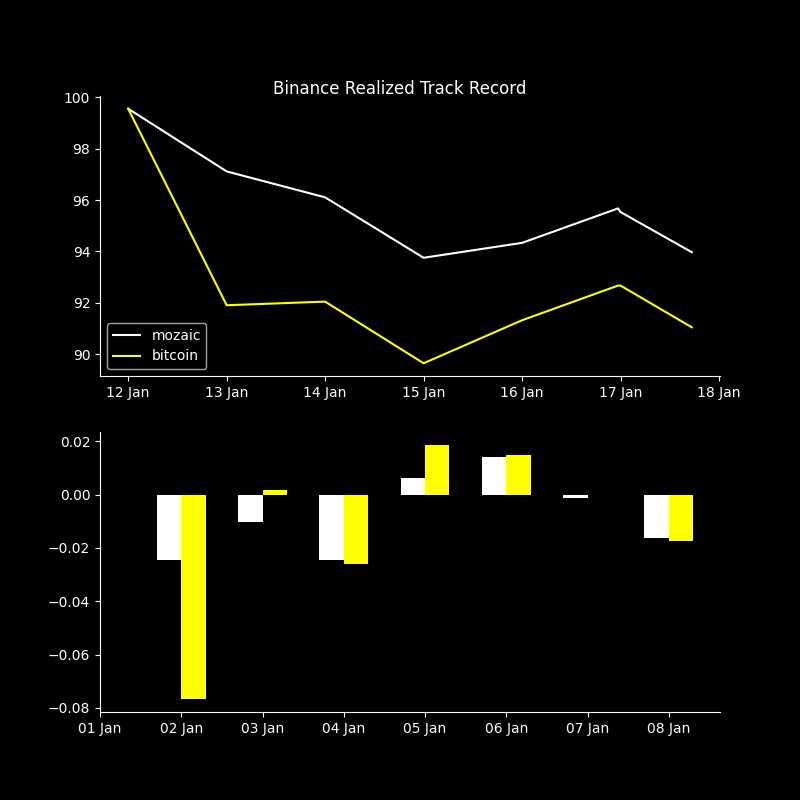 Binance Realized Track Record
100
98
96
94
92
90
mozaic
bitcoin
12 Jan 13 Jan 14 Jan 15 Jan 16 Jan 17 Jan 18 Jan
0.02
0.00
−0.02
−0.04
−0.06
−0.08
01 Jan 02 Jan 03 Jan 04 Jan 05 Jan 06 Jan 07 Jan 08 Jan